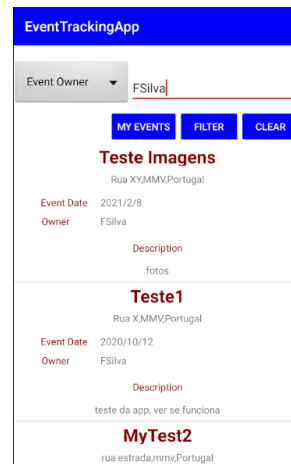 EventTrackingApp
Event Owner FSilva
MY EVENTS FILTER CLEAR
Teste Imagens
Rua XY,MMV,Portugal
Event Date 2021/2/8
Owner FSilva
Description
fotos
Teste1
Rua X,MMV,Portugal
Event Date 2020/10/12
Owner FSilva
Description
teste da app, ver se funciona
MyTest2
rua estrada,mmv,Portugal